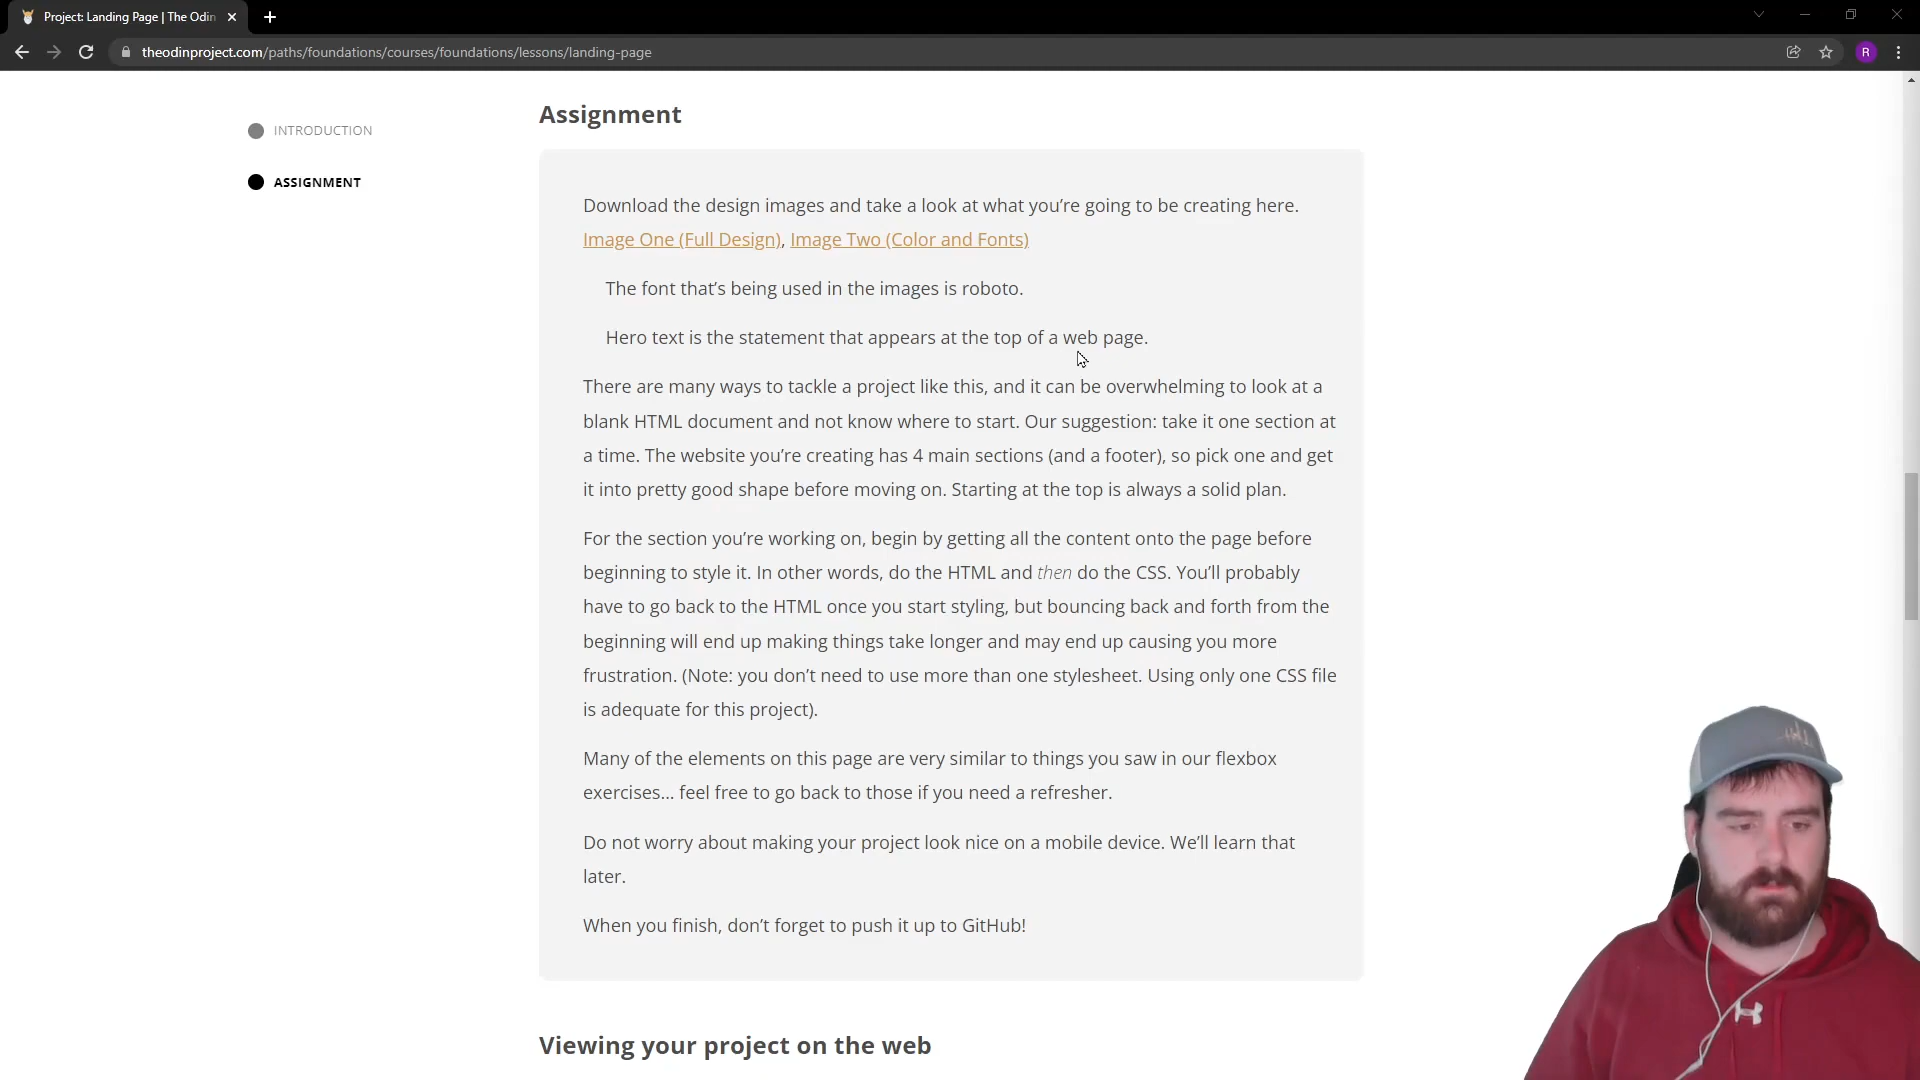 Project: Landing Page | The Odin
theodinproject.com/paths/foundations/courses/foundations/lessons/landing-page
R
INTRODUCTION
ASSIGNMENT
Assignment
Download the design images and take a look at what you’re going to be creating here.
Image One (Full Design), Image Two (Color and Fonts)
The font that’s being used in the images is roboto.
Hero text is the statement that appears at the top of a web page.
There are many ways to tackle a project like this, and it can be overwhelming to look at a
blank HTML document and not know where to start. Our suggestion: take it one section at
a time. The website you’re creating has 4 main sections (and a footer), so pick one and get
it into pretty good shape before moving on. Starting at the top is always a solid plan.
For the section you’re working on, begin by getting all the content onto the page before
beginning to style it. In other words, do the HTML and then do the CSS. You’ll probably
have to go back to the HTML once you start styling, but bouncing back and forth from the
beginning will end up making things take longer and may end up causing you more
frustration. (Note: you don’t need to use more than one stylesheet. Using only one CSS file
is adequate for this project).
Many of the elements on this page are very similar to things you saw in our flexbox
exercises… feel free to go back to those if you need a refresher.
Do not worry about making your project look nice on a mobile device. We’ll learn that
later.
When you finish, don’t forget to push it up to GitHub!
Viewing your project on the web